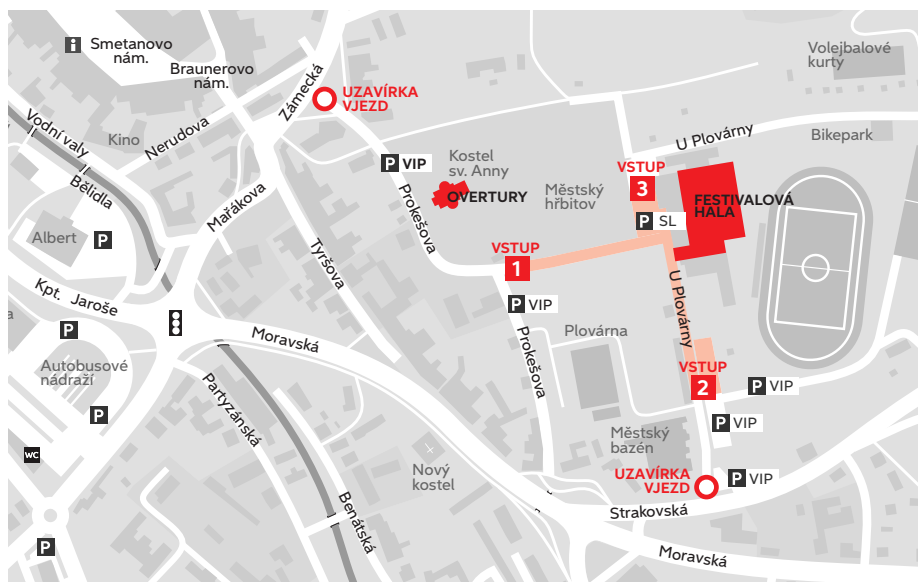 i Smetanovo
nám.
Braunerovo
nám.
Zámecká
UZAVÍRKA
VJEZD
Volejbalové
kurty
Vodní valy
Kino
Nerudova
Bělidla
Mařákova
P VIP
Kostel
sv. Anny
OVERTURY
Prokešova
Městský
hřbitov
U Plovárny
Bikepark
VSTUP
3
FESTIVALOVÁ
HALA
P SL
Albert
P
Tyršova
VSTUP
1
U Plovárny
Kpt. Jaroše
P VIP
P
Moravská
Prokešova
Plovárna
Autobusové
nádraží
Partyzánská
VSTUP
2
P VIP
P
P VIP
WC
Městský
bazén
Nový
kostel
UZAVÍRKA
VJEZD
P VIP
Strakovská
Benátská
P
Moravská
a